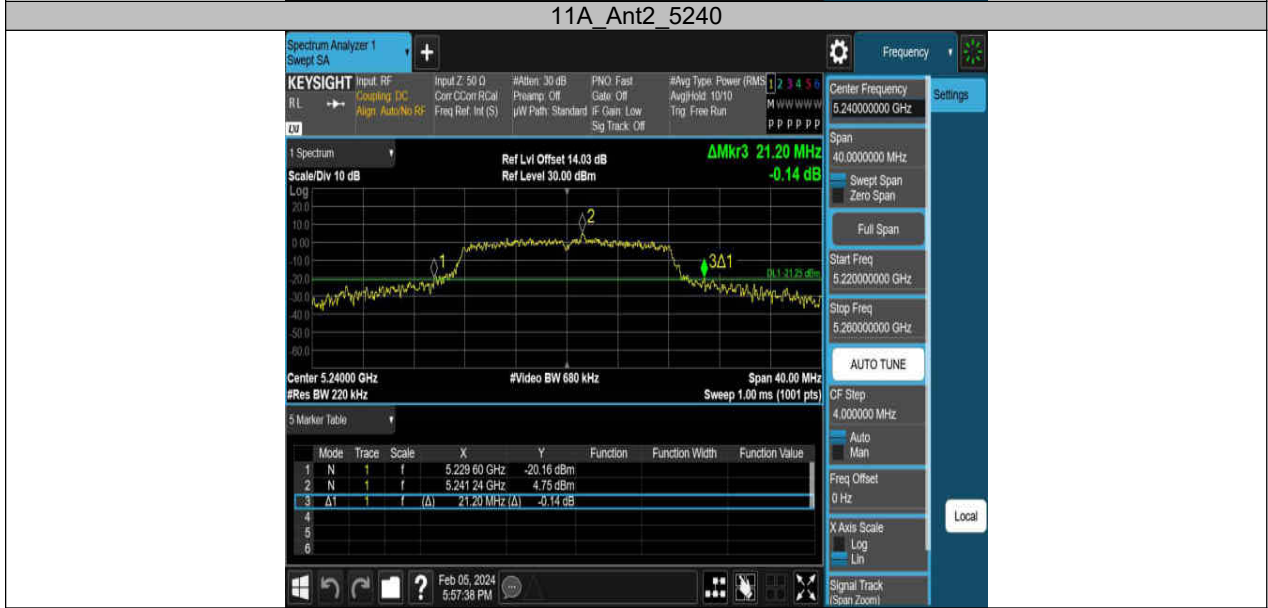 11A_Ant2_5240
Spectrum Analyzer 1
Swept SA
+
Frequency
KEYSIGHT
RL
LXI
Input: RF
Coupling: DC
Align: Auto/No RF
Input Z: 50 Ω
Corr CCorr RCal
Freq Ref: Int (S)
#Atten: 30 dB
Preamp: Off
µW Path: Standard
PNO: Fast
Gate: Off
IF Gain: Low
Sig Track: Off
#Avg Type: Power (RMS
Avg|Hold: 10/10
Trig: Free Run
1 2 3 4 5 6
M W W W W W
P P P P P P
1 Spectrum
Scale/Div 10 dB
Ref Lvl Offset 14.03 dB
Ref Level 30.00 dBm
ΔMkr3 21.20 MHz
-0.14 dB
Log
20.0
10.0
0.00
-10.0
-20.0
-30.0
-40.0
-50.0
-60.0
1
2
3Δ1
DL1 -21.25 dBm
Center 5.24000 GHz
#Video BW 680 kHz
Span 40.00 MHz
#Res BW 220 kHz
Sweep 1.00 ms (1001 pts)
5 Marker Table
Mode Trace Scale X Y Function Function Width Function Value
1 N 1 f 5.229 60 GHz -20.16 dBm
2 N 1 f 5.241 24 GHz 4.75 dBm
3 Δ1 1 f (Δ) 21.20 MHz (Δ) -0.14 dB
4
5
6
Feb 05, 2024
5:57:38 PM
?
Center Frequency
5.240000000 GHz
Settings
Span
40.0000000 MHz
Swept Span
Zero Span
Full Span
Start Freq
5.220000000 GHz
Stop Freq
5.260000000 GHz
AUTO TUNE
CF Step
4.000000 MHz
Auto
Man
Freq Offset
0 Hz
X Axis Scale
Log
Lin
Local
Signal Track
(Span Zoom)